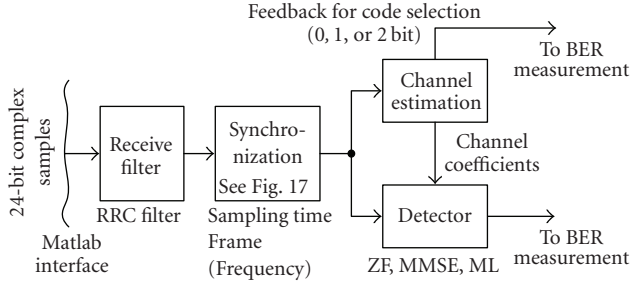 Feedback for code selection
(0, 1, or 2 bit)
To BER
measurement
Channel
estimation
24-bit complex
samples
Receive
filter
Synchro-
nization
See Fig. 17
Channel
coefficients
Detector
RRC filter
Sampling time
Frame
(Frequency)
Matlab
interface
ZF, MMSE, ML
To BER
measurement